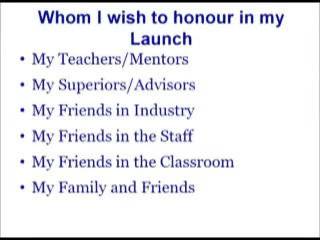 Whom I wish to honour in my
Launch
• My Teachers/Mentors
• My Superiors/Advisors
• My Friends in Industry
• My Friends in the Staff
• My Friends in the Classroom
• My Family and Friends